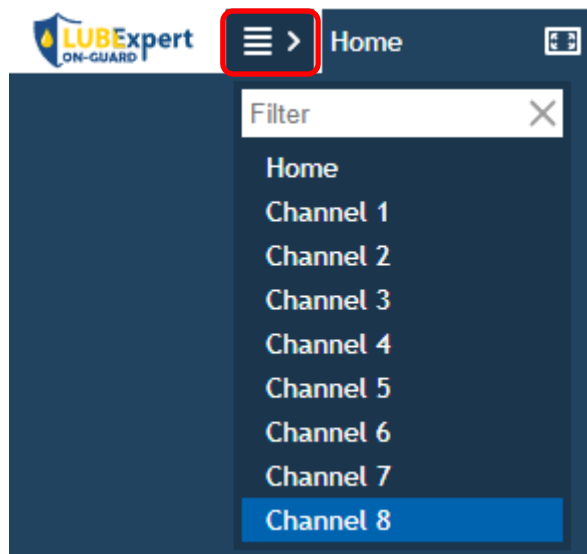 LUBExpert
ON-GUARD
Home
Filter
Home
Channel 1
Channel 2
Channel 3
Channel 4
Channel 5
Channel 6
Channel 7
Channel 8